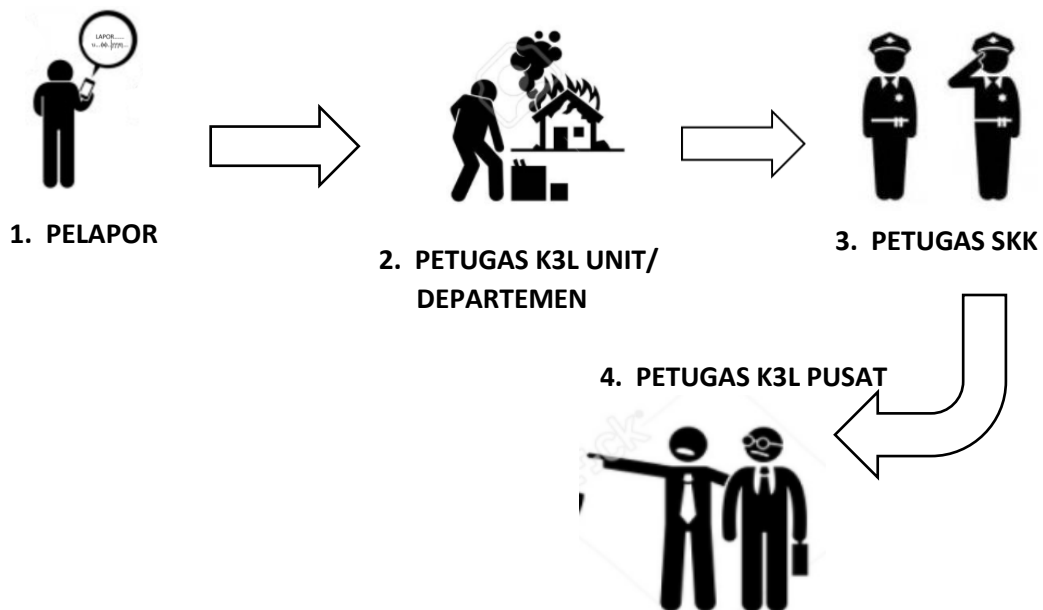 LAPOR......
1. PELAPOR
2. PETUGAS K3L UNIT/
DEPARTEMEN
3. PETUGAS SKK
4. PETUGAS K3L PUSAT